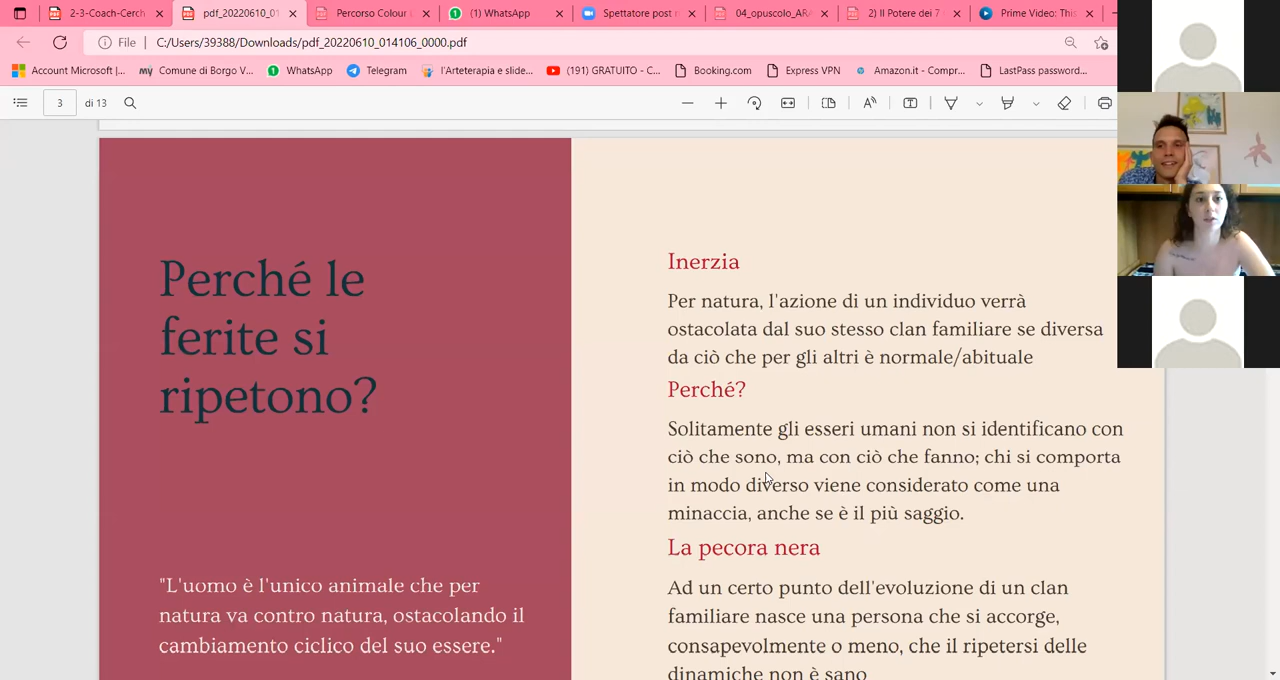 2-3-Coach-Cerch
pdf_20220610_01
Percorso Colour
(1) WhatsApp
Spettatore post
04_opuscolo_ARA
2) Il Potere dei 7
Prime Video: This
File
C:/Users/39388/Downloads/pdf_20220610_014106_0000.pdf
Account Microsoft |...
my Comune di Borgo V...
WhatsApp
Telegram
l'Arteterapia e slide...
(191) GRATUITO - C...
Booking.com
Express VPN
Amazon.it - Compr...
LastPass password...
3 di 13
Perché le
ferite si
ripetono?
"L'uomo è l'unico animale che per
natura va contro natura, ostacolando il
cambiamento ciclico del suo essere."
Inerzia
Per natura, l'azione di un individuo verrà
ostacolata dal suo stesso clan familiare se diversa
da ciò che per gli altri è normale/abituale
Perché?
Solitamente gli esseri umani non si identificano con
ciò che sono, ma con ciò che fanno; chi si comporta
in modo diverso viene considerato come una
minaccia, anche se è il più saggio.
La pecora nera
Ad un certo punto dell'evoluzione di un clan
familiare nasce una persona che si accorge,
consapevolmente o meno, che il ripetersi delle
dinamiche non è sano